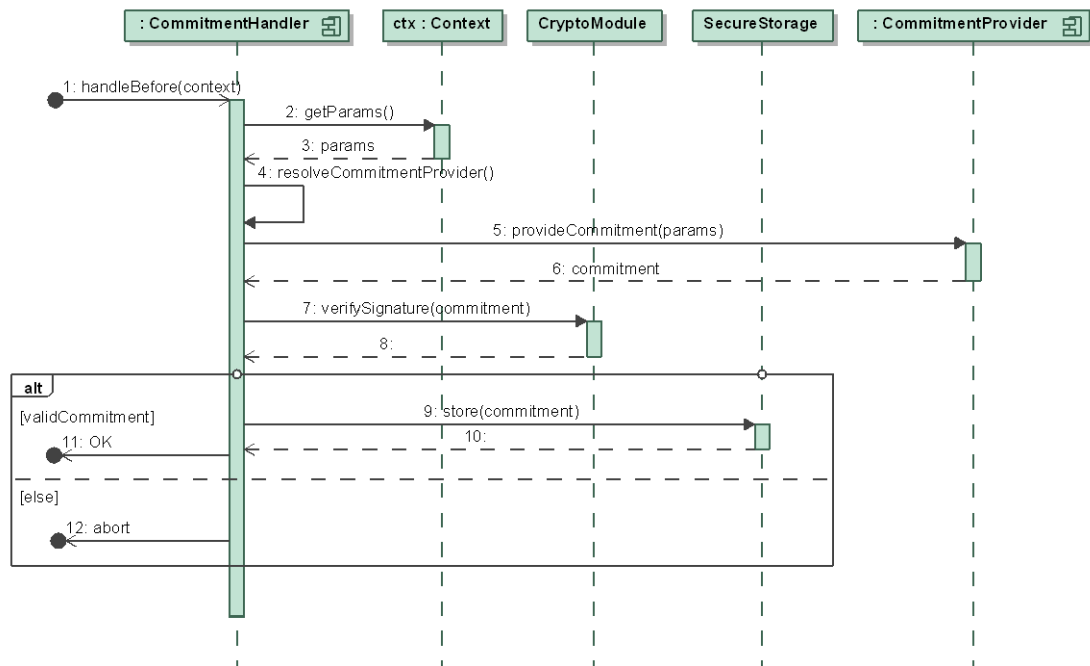 : CommitmentHandler
ctx : Context
CryptoModule
SecureStorage
: CommitmentProvider
1: handleBefore(context)
2: getParams()
3: params
4: resolveCommitmentProvider()
5: provideCommitment(params)
6: commitment
7: verifySignature(commitment)
8:
alt
[validCommitment]
9: store(commitment)
10:
11: OK
[else]
12: abort